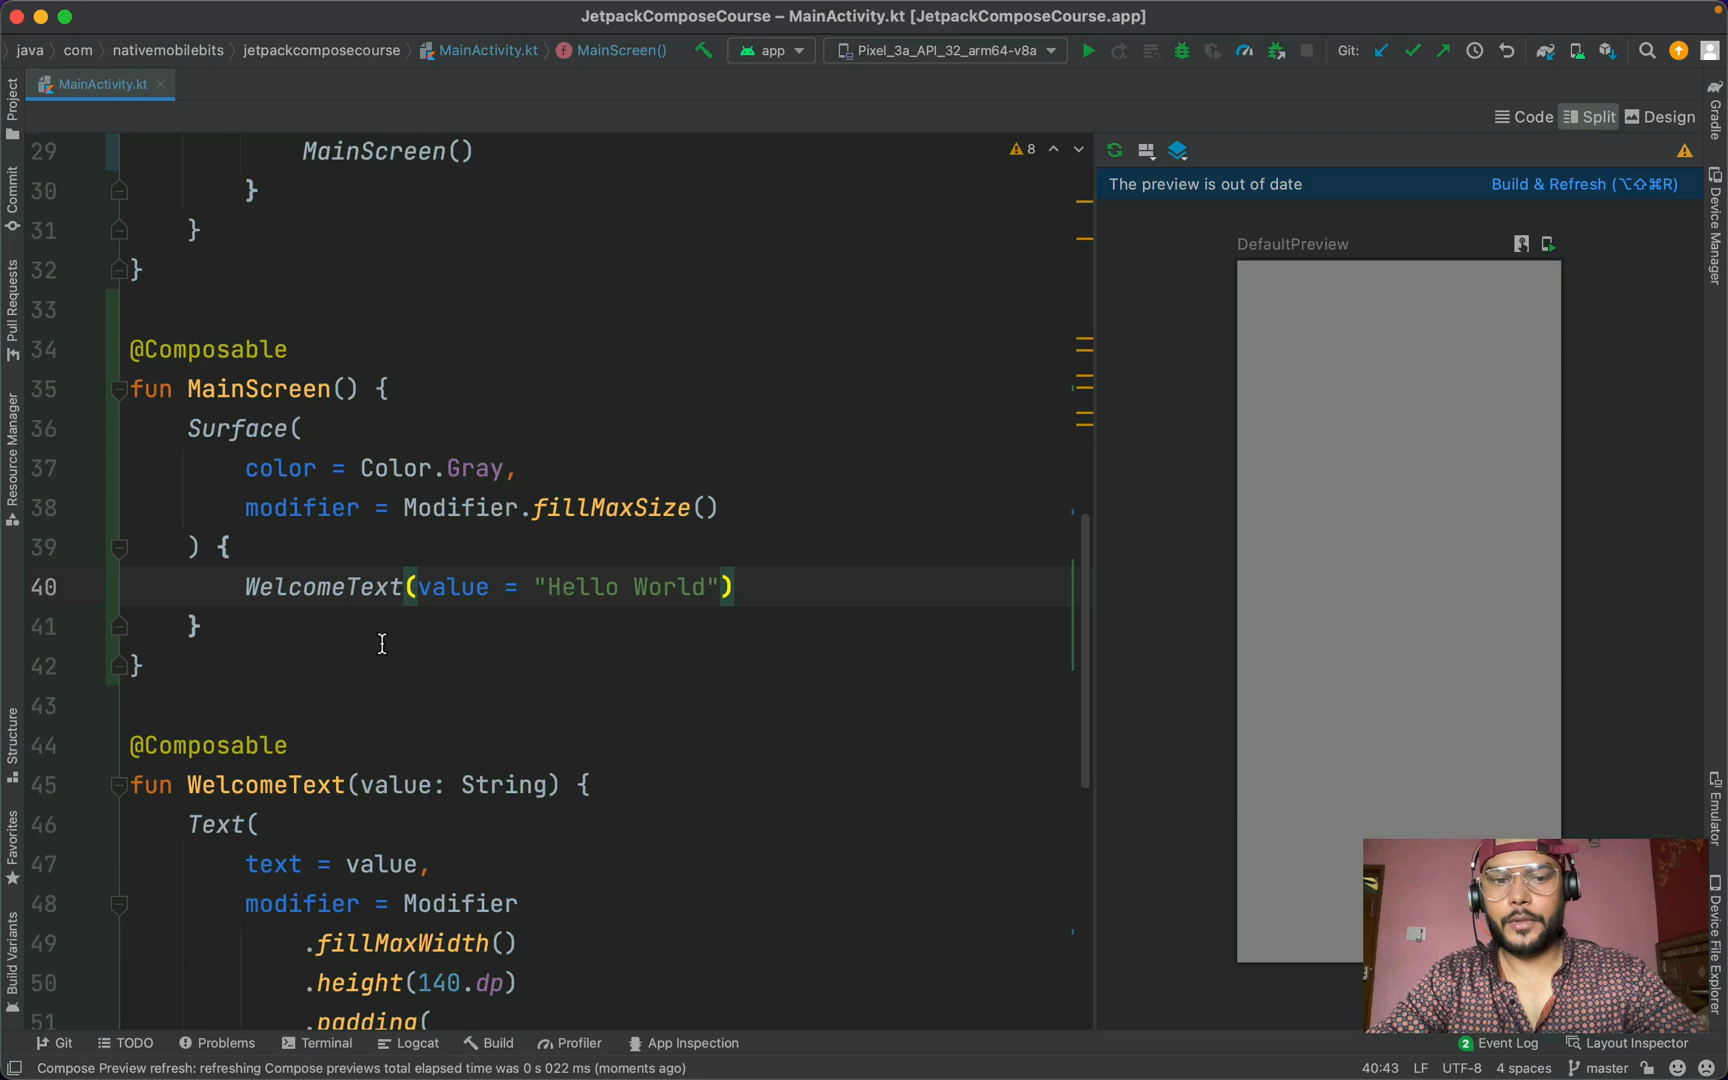 JetpackComposeCourse – MainActivity.kt [JetpackComposeCourse.app]
java com nativemobilebits jetpackcomposecourse MainActivity.kt MainScreen() app Pixel_3a_API_32_arm64-v8a Git:
MainActivity.kt
Code Split Design
29 MainScreen() 8
The preview is out of date Build & Refresh (⌥⇧⌘R)
30 }
31 }
32 }
33
34 @Composable
35 fun MainScreen() {
36 Surface(
37 color = Color.Gray,
38 modifier = Modifier.fillMaxSize()
39 ) {
40 WelcomeText(value = "Hello World")
41 }
42 }
43
44 @Composable
45 fun WelcomeText(value: String) {
46 Text(
47 text = value,
48 modifier = Modifier
49 .fillMaxWidth()
50 .height(140.dp)
51 .padding(
DefaultPreview
Project
Commit
Pull Requests
Resource Manager
Structure
Favorites
Build Variants
Gradle
Device Manager
Emulator
Device File Explorer
Git TODO Problems Terminal Logcat Build Profiler App Inspection 2 Event Log Layout Inspector
Compose Preview refresh: refreshing Compose previews total elapsed time was 0 s 022 ms (moments ago) 40:43 LF UTF-8 4 spaces master